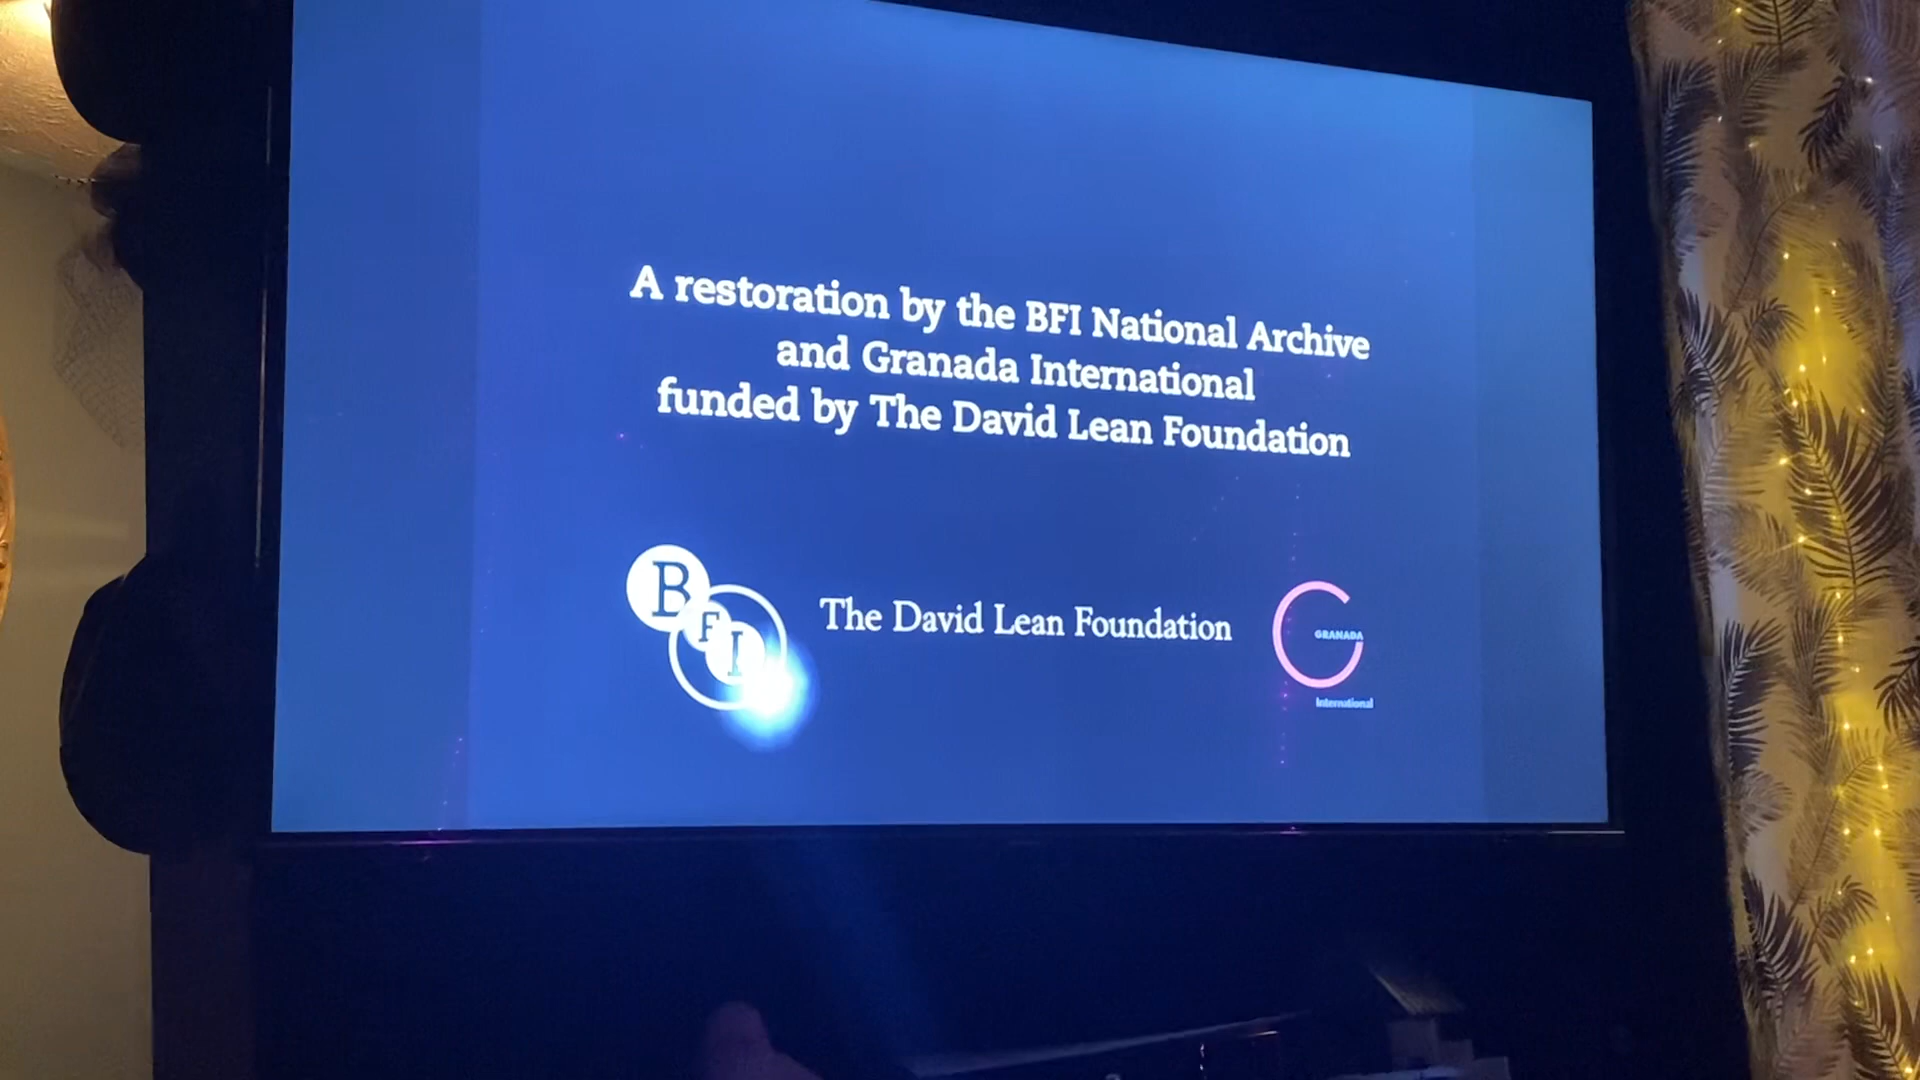 A restoration by the BFI National Archive
and Granada International
funded by The David Lean Foundation
BFI
The David Lean Foundation
GRANADA
International